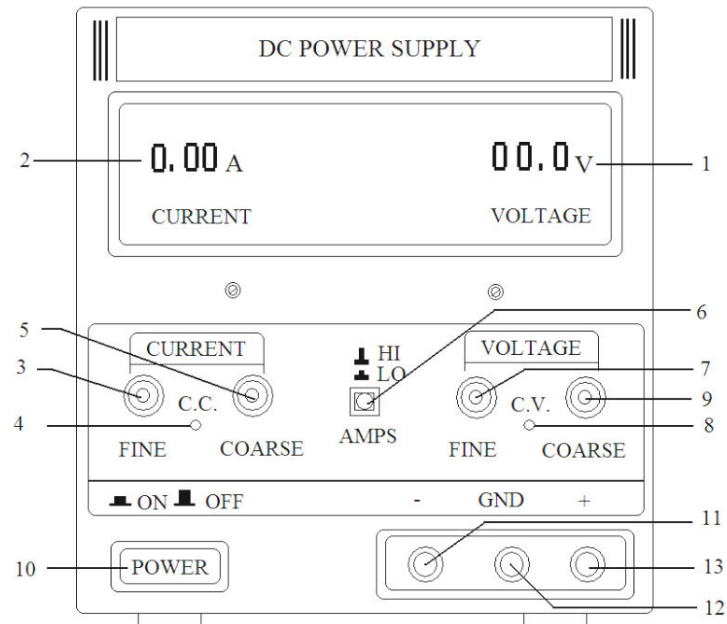 DC POWER SUPPLY
2 0.00 A 00.0 V 1
CURRENT VOLTAGE
5 6
CURRENT HI VOLTAGE
3 LO 7
C.C. C.V. 9
4 AMPS 8
FINE COARSE FINE COARSE
ON OFF - GND + 11
10 POWER 13
12